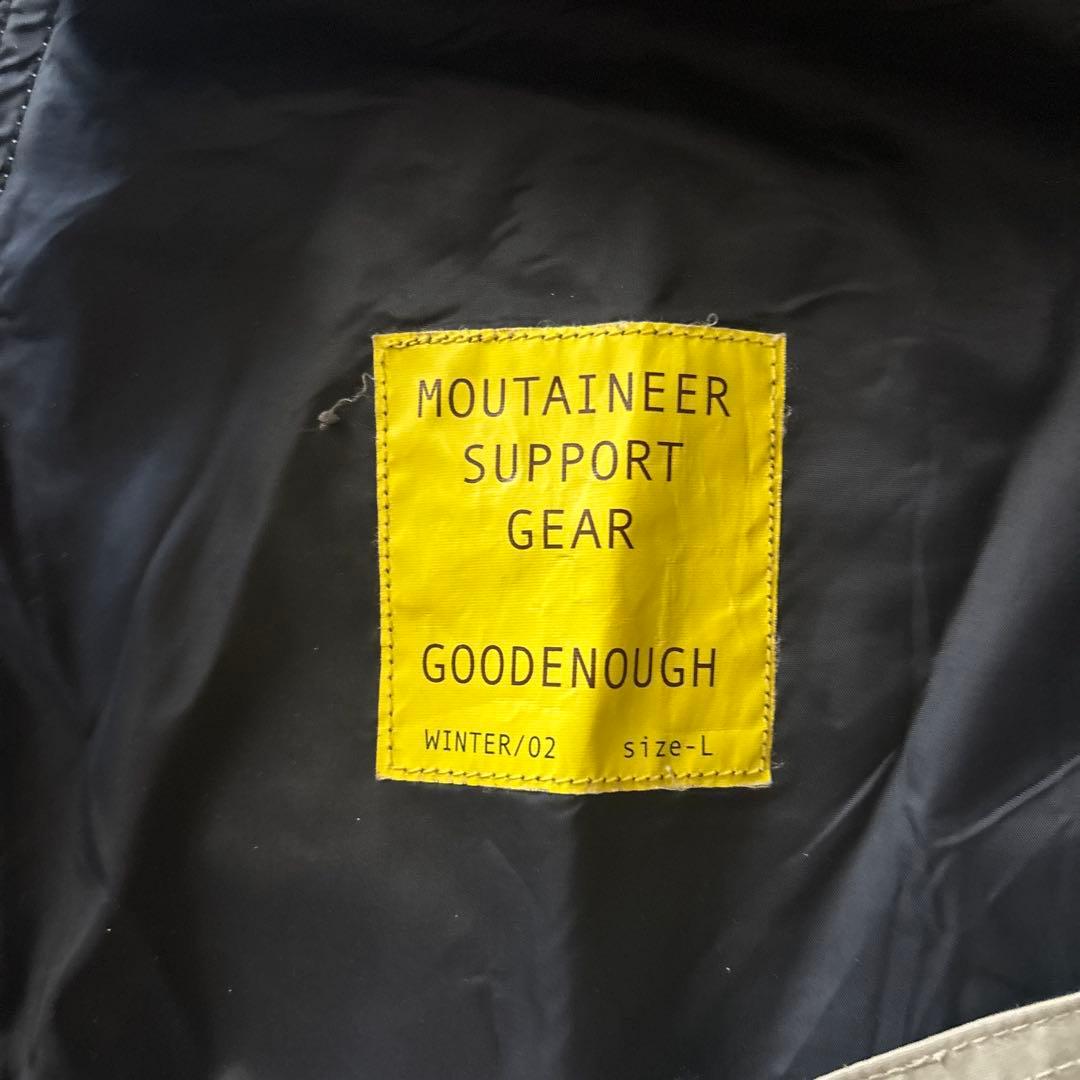 MOUTAINEER
SUPPORT
GEAR
GOODENOUGH
WINTER/02 size-L